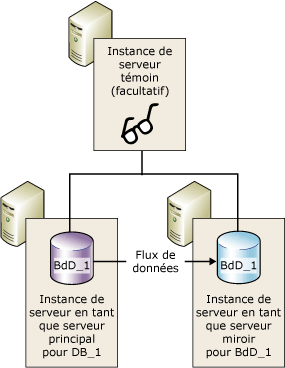 Instance de
serveur
témoin
(facultatif)
BdD_1
Flux de
données
BdD_1
Instance de
serveur en tant
que serveur
principal
pour DB_1
Instance de
serveur en tant
que serveur
miroir
pour BdD_1